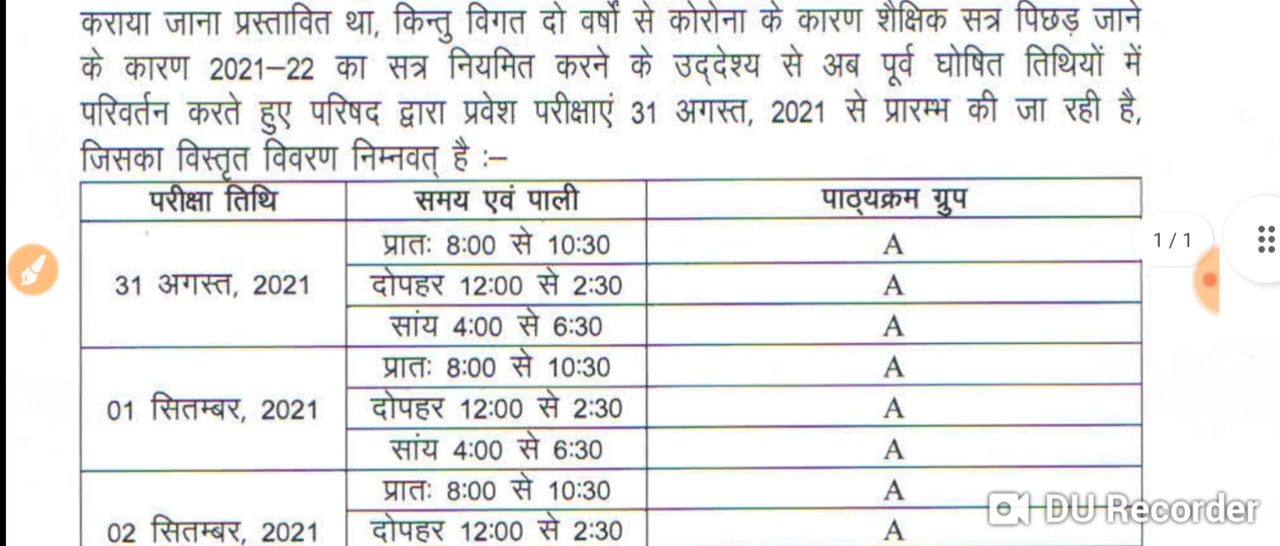 कराया जाना प्रस्तावित था, किन्तु विगत दो वर्षों से कोरोना के कारण शैक्षिक सत्र पिछड़ जाने
के कारण 2021–22 का सत्र नियमित करने के उद्देश्य से अब पूर्व घोषित तिथियों में
परिवर्तन करते हुए परिषद द्वारा प्रवेश परीक्षाएं 31 अगस्त, 2021 से प्रारम्भ की जा रही है,
जिसका विस्तृत विवरण निम्नवत् है :–
परीक्षा तिथि समय एवं पाली पाठ्यक्रम ग्रुप
प्रातः 8:00 से 10:30 A
31 अगस्त, 2021 दोपहर 12:00 से 2:30 A
सांय 4:00 से 6:30 A
प्रातः 8:00 से 10:30 A
01 सितम्बर, 2021 दोपहर 12:00 से 2:30 A
सांय 4:00 से 6:30 A
प्रातः 8:00 से 10:30 A
02 सितम्बर, 2021 दोपहर 12:00 से 2:30 A
1 / 1
DU Recorder